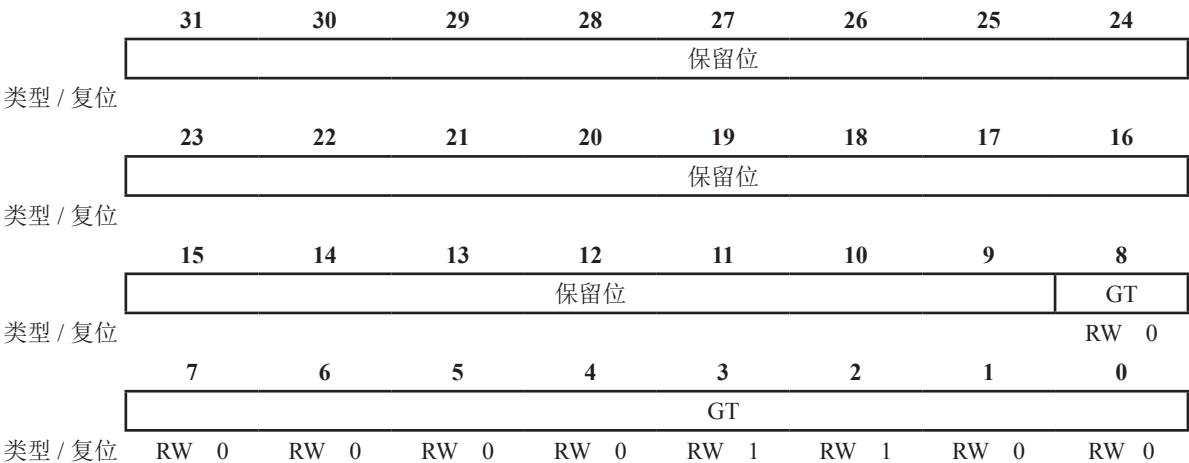 31 30 29 28 27 26 25 24
保留位
类型 / 复位
23 22 21 20 19 18 17 16
保留位
类型 / 复位
15 14 13 12 11 10 9 8
保留位 GT
类型 / 复位 RW 0
7 6 5 4 3 2 1 0
GT
类型 / 复位 RW 0 RW 0 RW 0 RW 0 RW 1 RW 1 RW 0 RW 0